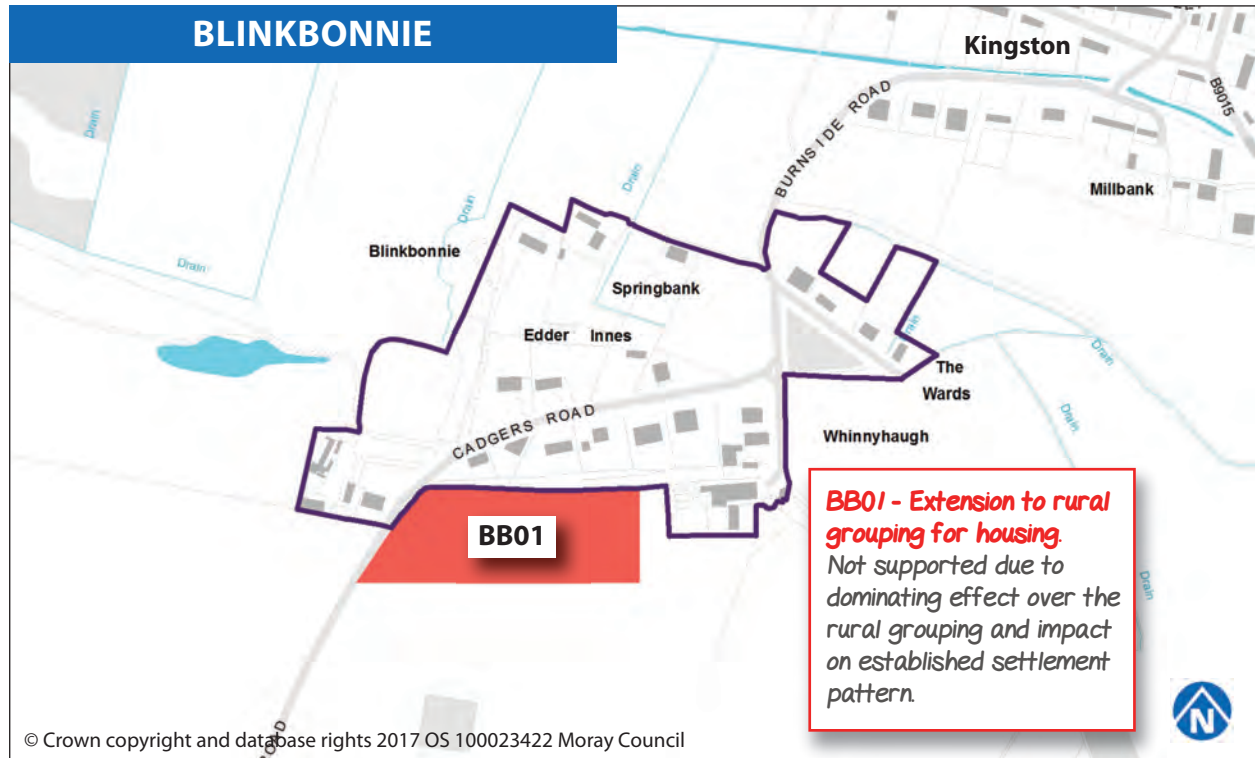 BLINKBONNIE
Kingston
B9015
BURNSIDE ROAD
Millbank
Drain
Drain
Drain
Drain
Blinkbonnie
Springbank
Edder Innes
Drain
The
Wards
Drain
Drain
CADGERS ROAD
Whinnyhaugh
BB01
BB01 - Extension to rural
grouping for housing.
Not supported due to
dominating effect over the
rural grouping and impact
on established settlement
pattern.
Drain
N
ROAD
© Crown copyright and database rights 2017 OS 100023422 Moray Council